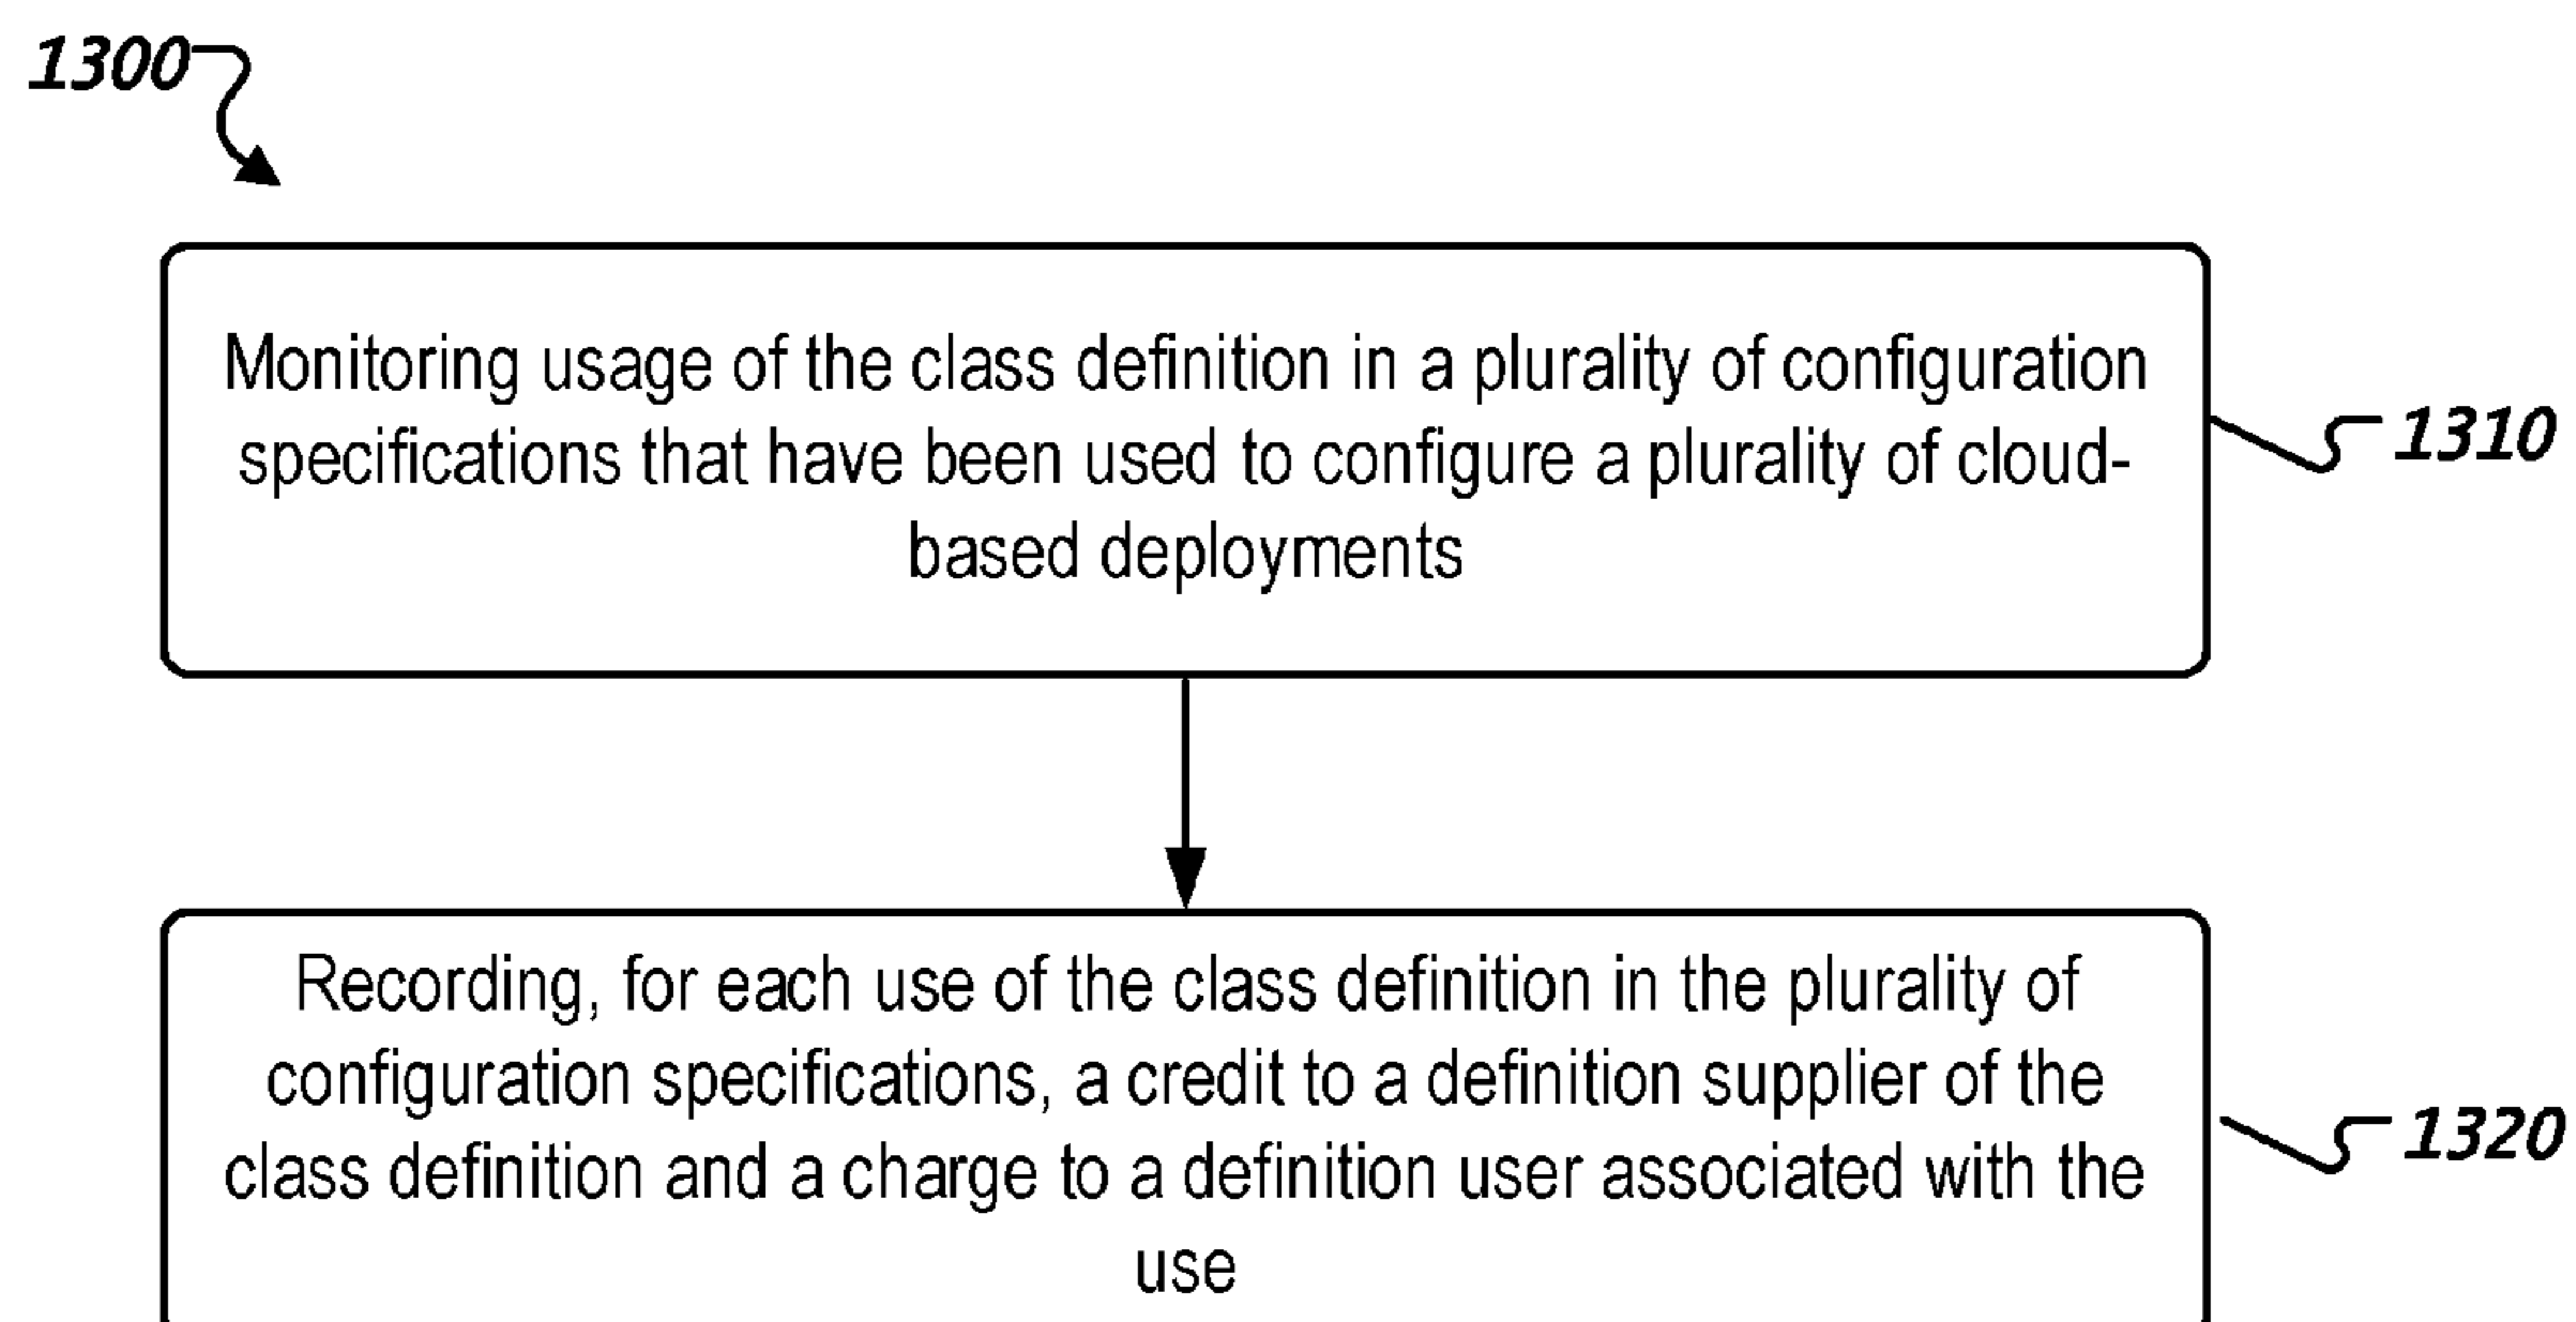 1300
Monitoring usage of the class definition in a plurality of configuration
specifications that have been used to configure a plurality of cloud-
based deployments
1310
Recording, for each use of the class definition in the plurality of
configuration specifications, a credit to a definition supplier of the
class definition and a charge to a definition user associated with the
use
1320